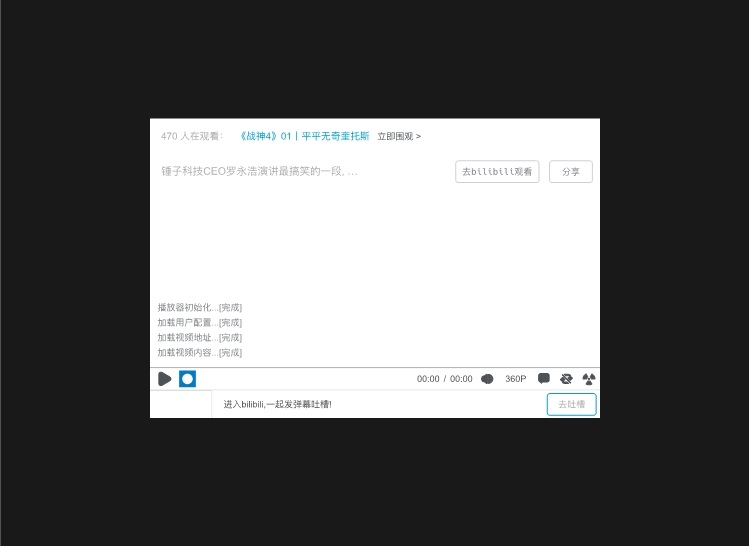 470 人在观看： 《战神4》01丨平平无奇奎托斯 立即围观 >
锤子科技CEO罗永浩演讲最搞笑的一段, ... 去bilibili观看 分享
播放器初始化...[完成]
加载用户配置...[完成]
加载视频地址...[完成]
加载视频内容...[完成]
00:00 / 00:00 360P
进入bilibili,一起发弹幕吐槽! 去吐槽